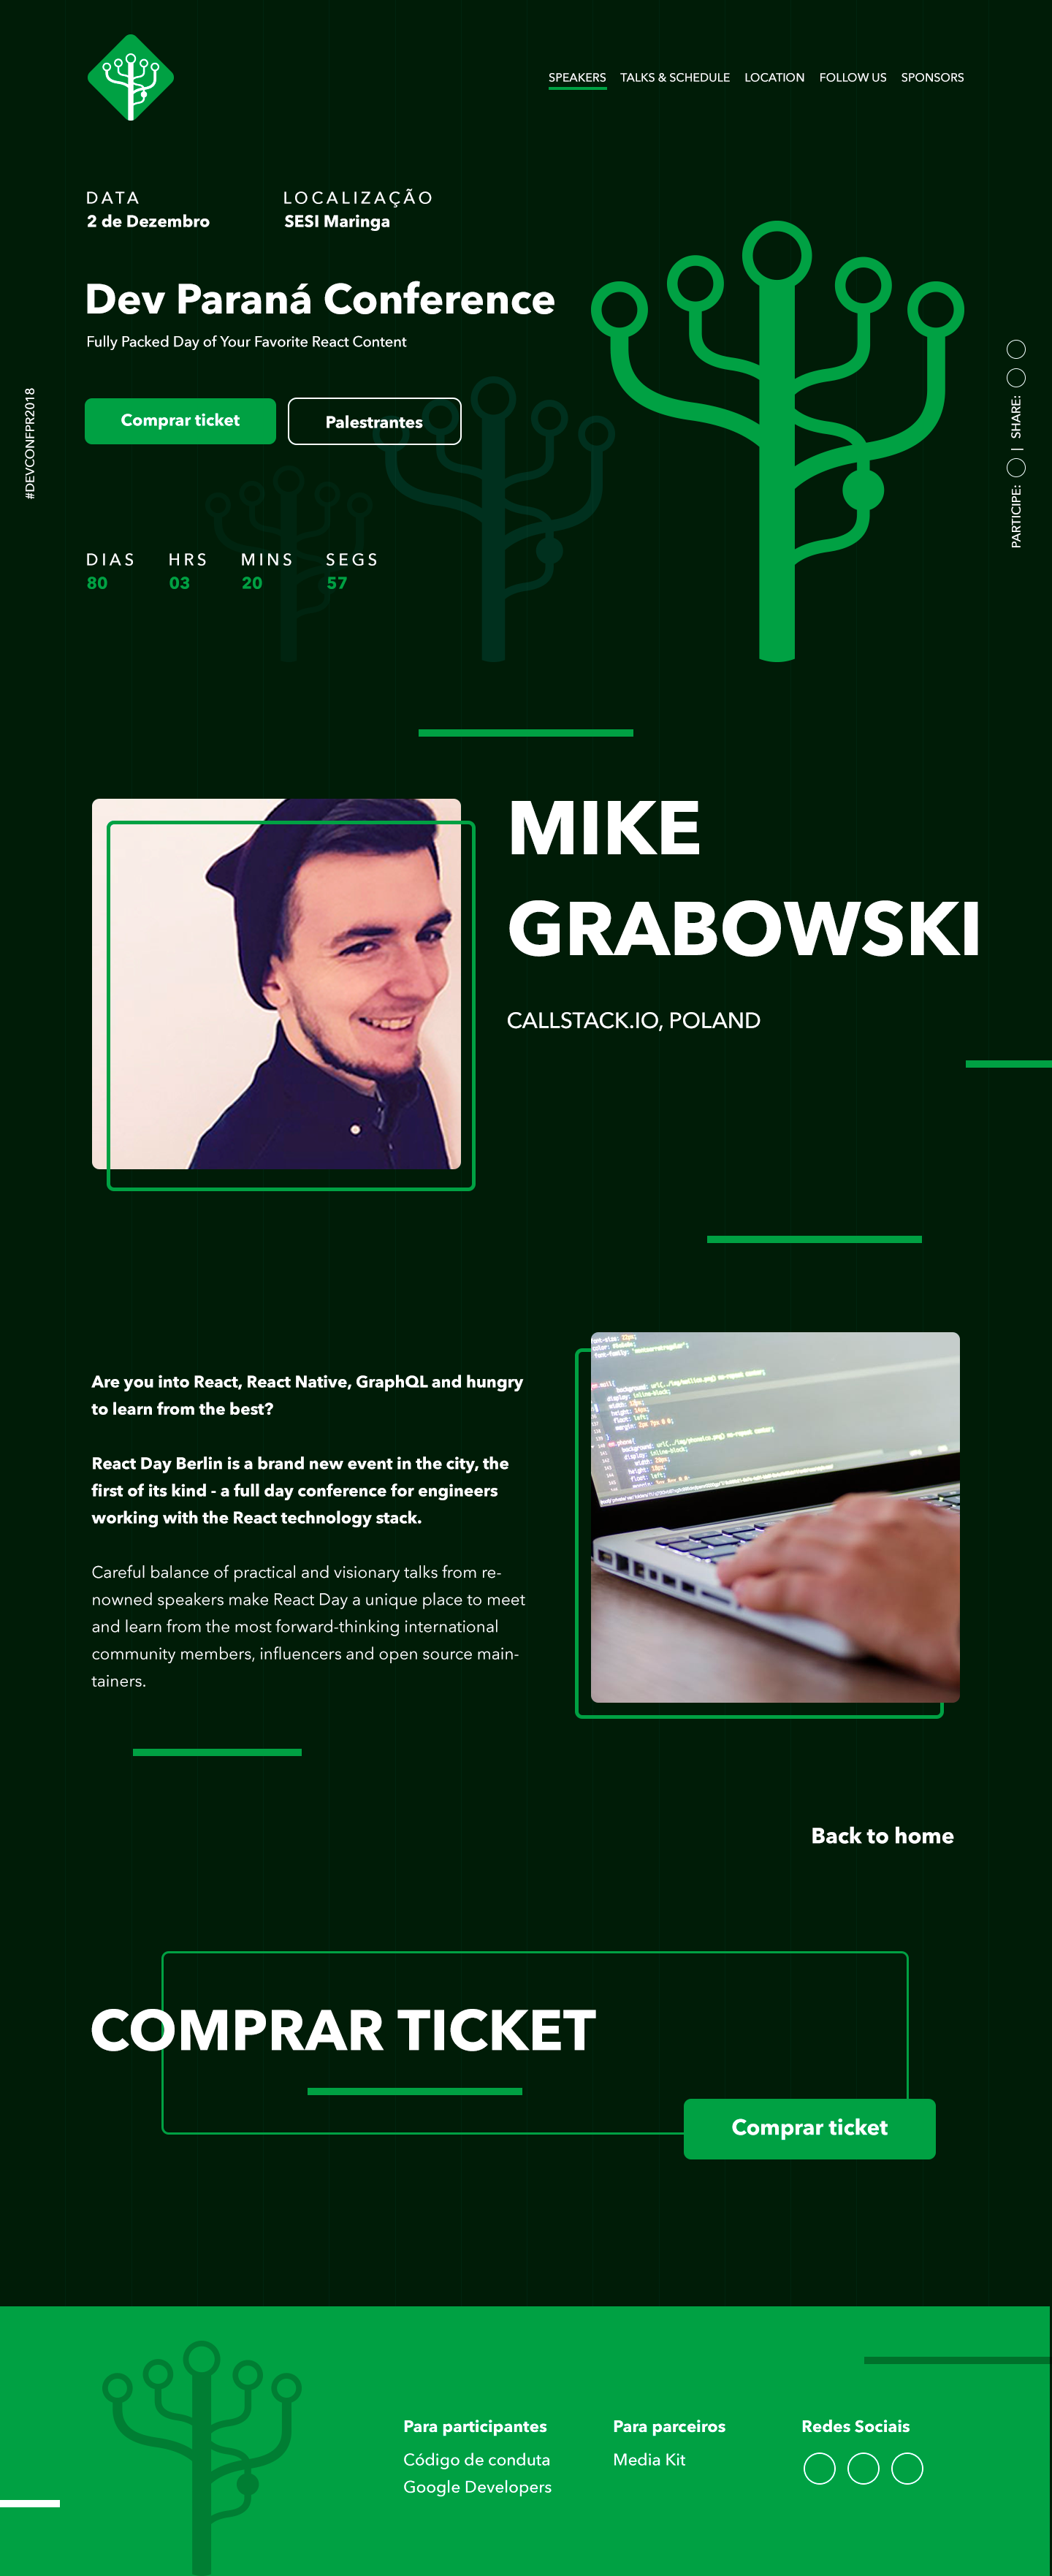 SPEAKERS TALKS & SCHEDULE LOCATION FOLLOW US SPONSORS
DATA LOCALIZAÇÃO
2 de Dezembro SESI Maringa
Dev Paraná Conference
Fully Packed Day of Your Favorite React Content
Comprar ticket Palestrantes
#DEVCONFPR2018
PARTICIPE: | SHARE:
DIAS HRS MINS SEGS
80 03 20 57
MIKE
GRABOWSKI
CALLSTACK.IO, POLAND
Are you into React, React Native, GraphQL and hungry
to learn from the best?
React Day Berlin is a brand new event in the city, the
first of its kind - a full day conference for engineers
working with the React technology stack.
Careful balance of practical and visionary talks from re-
nowned speakers make React Day a unique place to meet
and learn from the most forward-thinking international
community members, influencers and open source main-
tainers.
Back to home
COMPRAR TICKET
Comprar ticket
Para participantes Para parceiros Redes Sociais
Código de conduta Media Kit
Google Developers